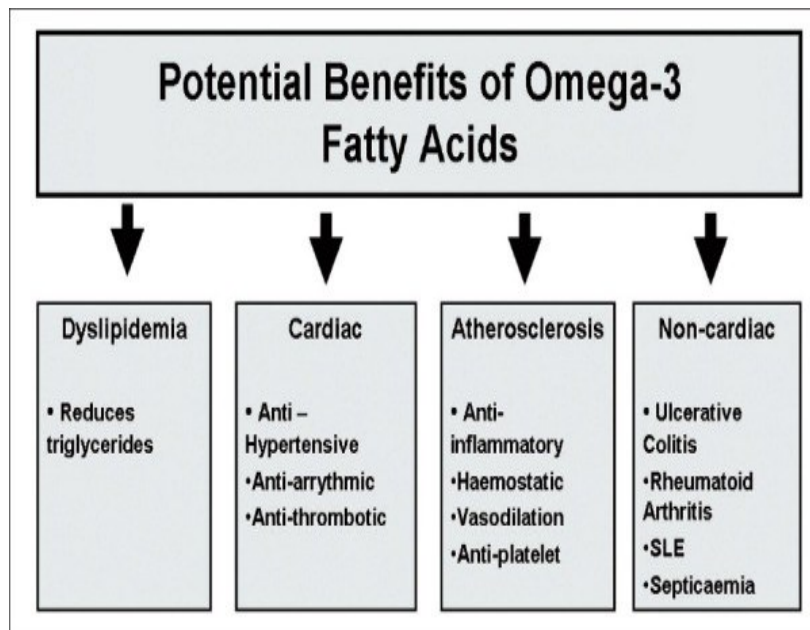 Potential Benefits of Omega-3
Fatty Acids
Dyslipidemia
• Reduces
triglycerides
Cardiac
• Anti –
Hypertensive
•Anti-arrythmic
•Anti-thrombotic
Atherosclerosis
• Anti-
inflammatory
•Haemostatic
•Vasodilation
•Anti-platelet
Non-cardiac
• Ulcerative
Colitis
•Rheumatoid
Arthritis
•SLE
•Septicaemia